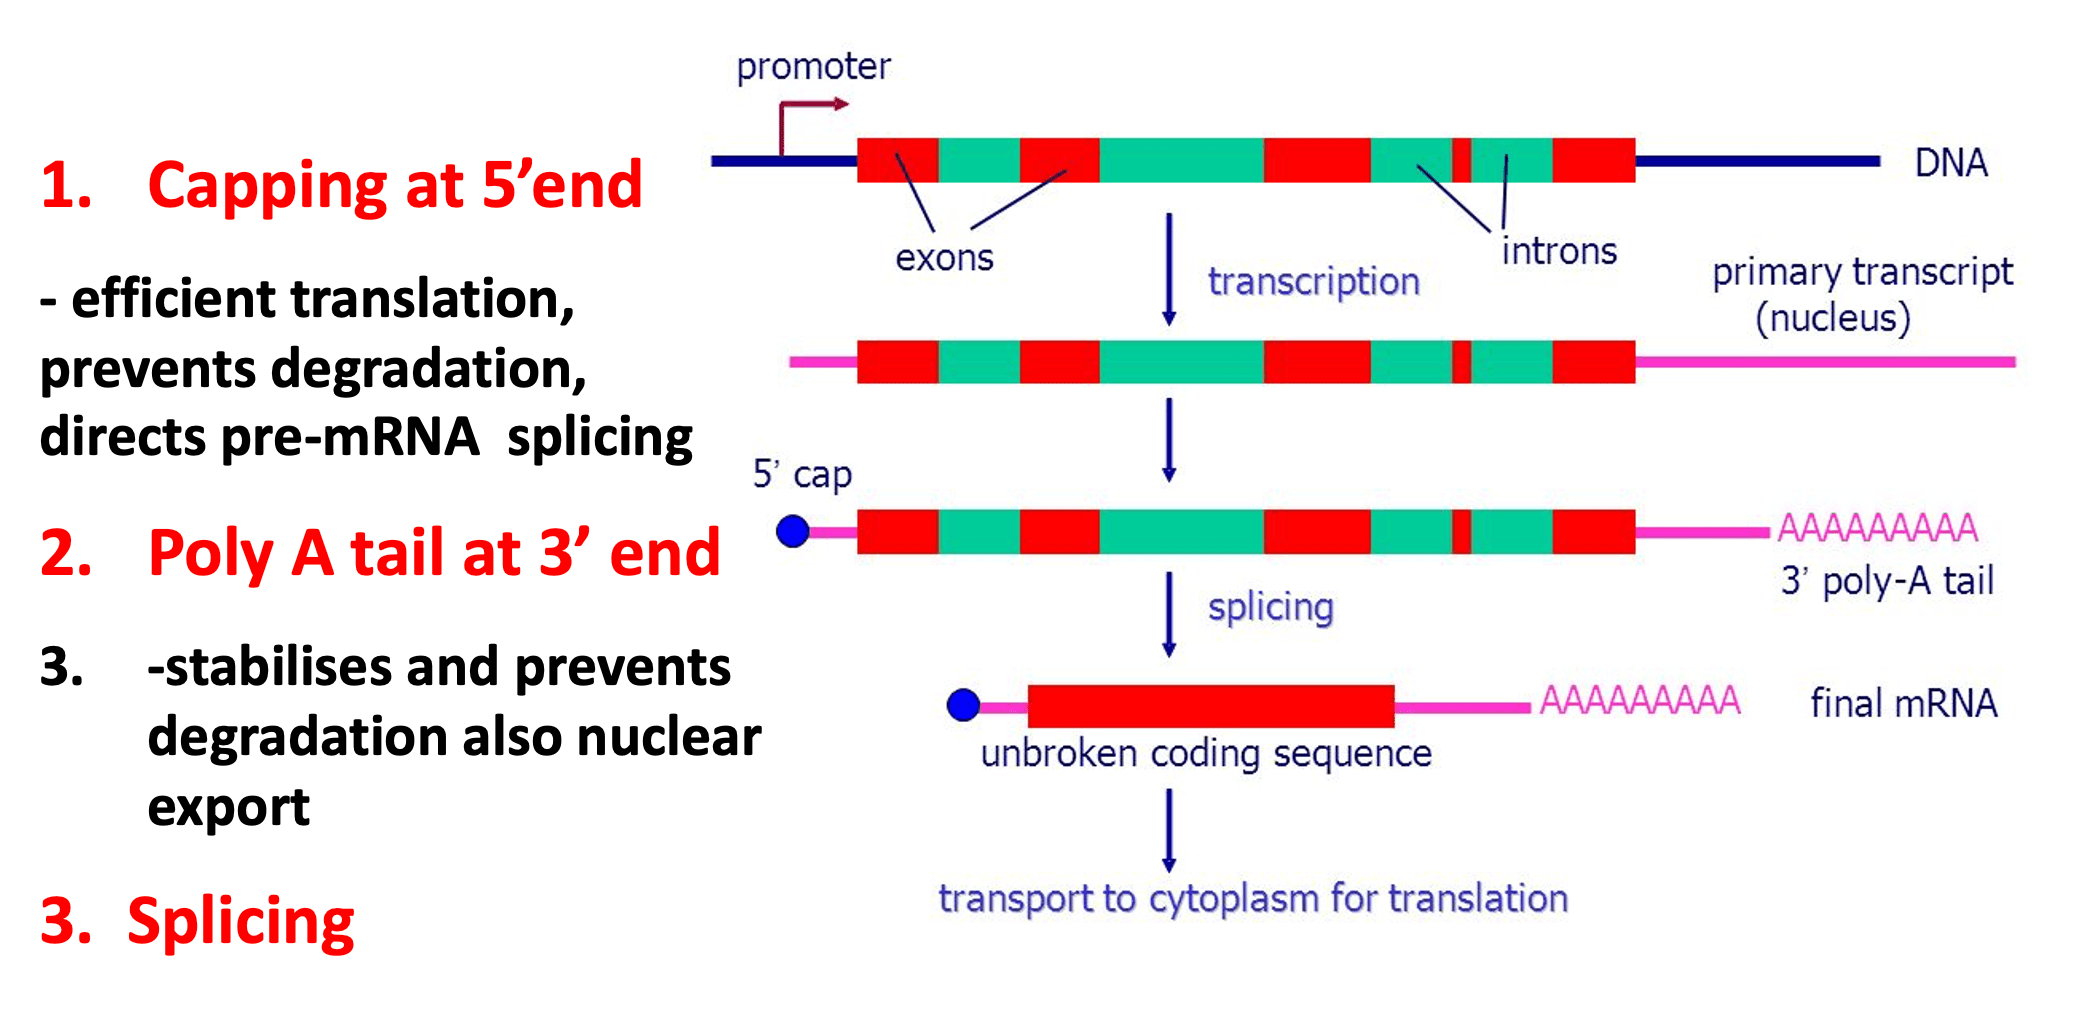 1. Capping at 5’end
- efficient translation,
prevents degradation,
directs pre-mRNA splicing
2. Poly A tail at 3’ end
3. -stabilises and prevents
degradation also nuclear
export
3. Splicing
promoter
DNA
exons
introns
transcription
primary transcript
(nucleus)
5’ cap
AAAAAAAAA
3’ poly-A tail
splicing
AAAAAAAAA
final mRNA
unbroken coding sequence
transport to cytoplasm for translation